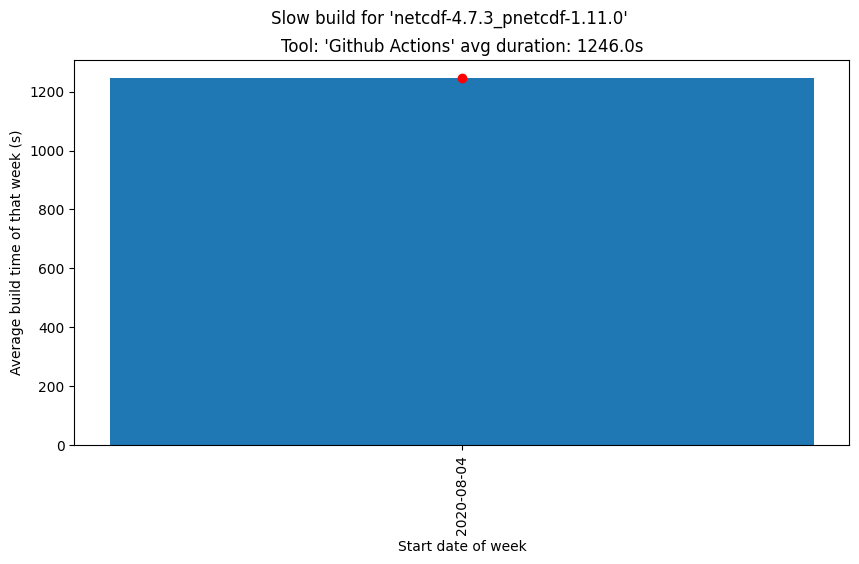 Slow build for 'netcdf-4.7.3_pnetcdf-1.11.0'
Tool: 'Github Actions' avg duration: 1246.0s
Average build time of that week (s)
1200
1000
800
600
400
200
0
2020-08-04
Start date of week